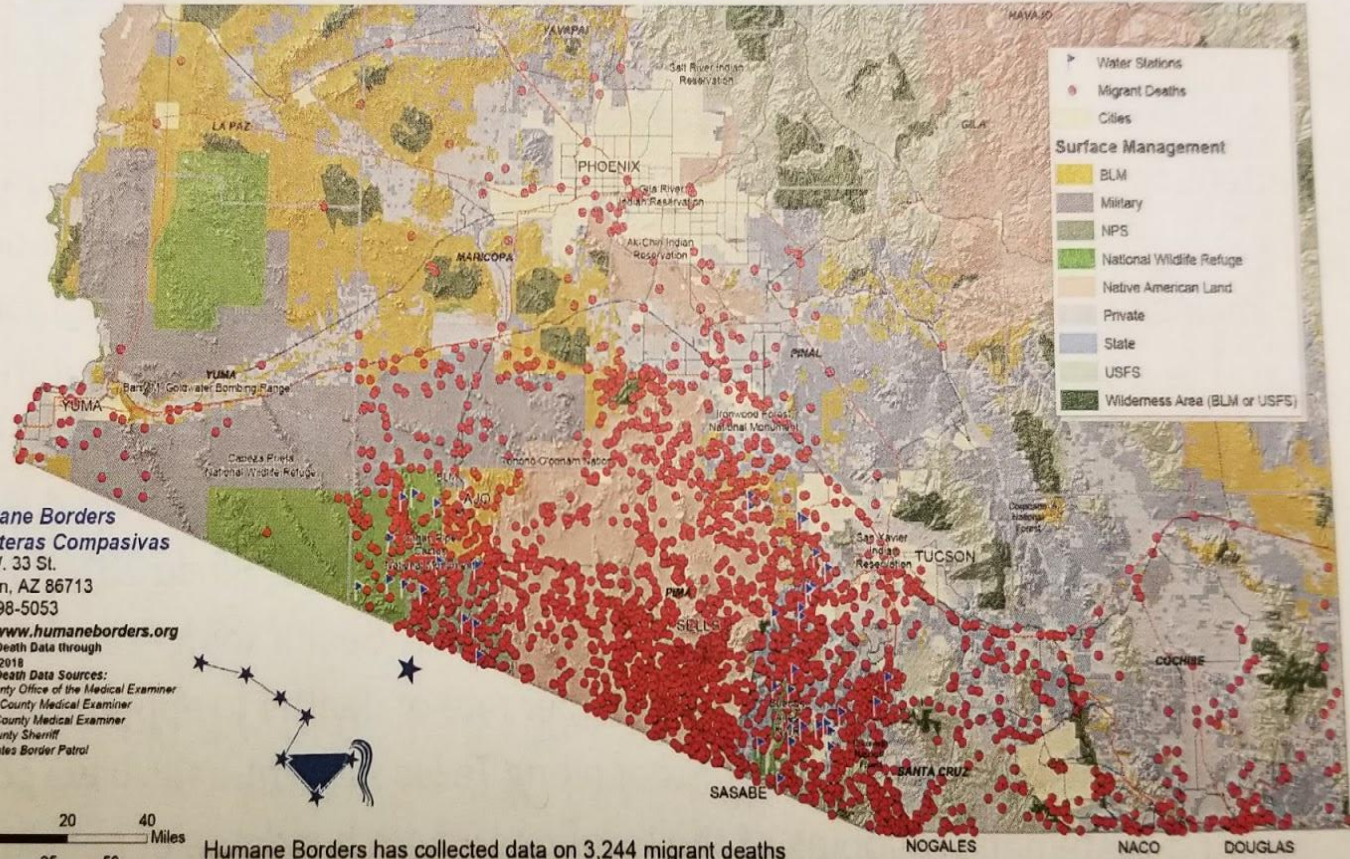 NAVAJO
YAVAPAI
Salt River Indian
Reservation
Water Stations
Migrant Deaths
Cities
LA PAZ
GILA
Surface Management
PHOENIX
BLM
Gila River
Indian Reservation
Military
NPS
Ak-Chin Indian
Reservation
MARICOPA
National Wildlife Refuge
Native American Land
Private
State
PINAL
USFS
YUMA
Barry M. Goldwater Bombing Range
Wilderness Area (BLM or USFS)
YUMA
Ironwood Forest
National Monument
Cabeza Prieta
National Wildlife Refuge
Tohono O'odham Nation
AJO
National
Forest
San Xavier
Indian
Reservation
TUCSON
PIMA
SELLS
COCHISE
SANTA CRUZ
SASABE
NOGALES
NACO
DOUGLAS
ane Borders
teras Compasivas
. 33 St.
n, AZ 86713
98-5053
www.humaneborders.org
Death Data through
2018
Death Data Sources:
nty Office of the Medical Examiner
County Medical Examiner
County Medical Examiner
unty Sherriff
tes Border Patrol
20 40
Miles
Humane Borders has collected data on 3,244 migrant deaths